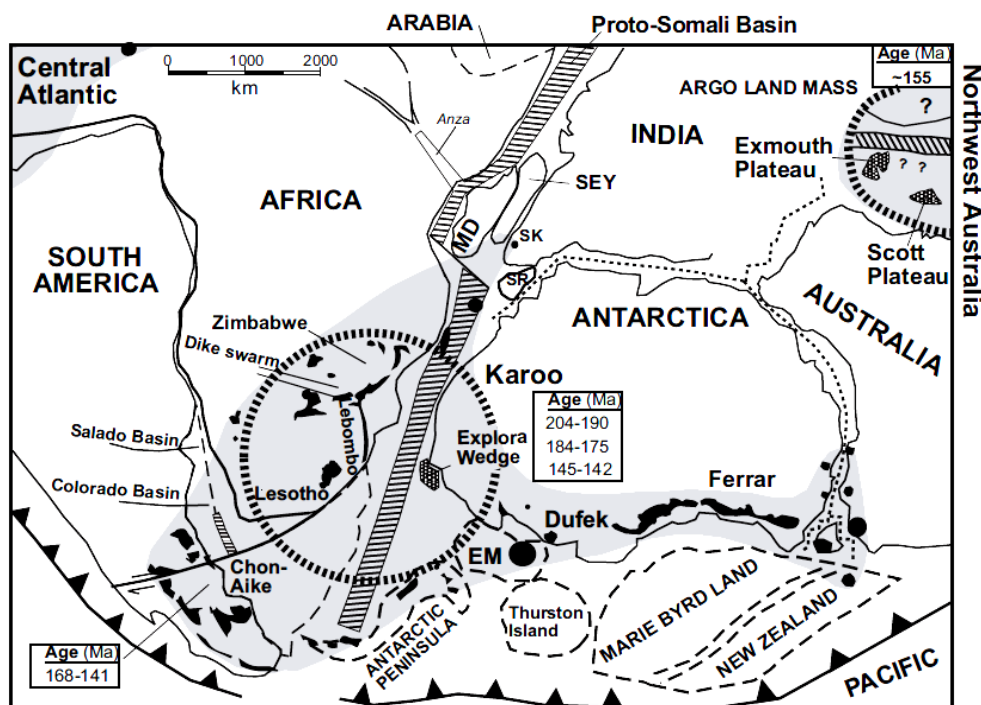 ARABIA
Proto-Somali Basin
Central
Atlantic
0 1000 2000
km
Age (Ma)
~155
ARGO LAND MASS
?
Anza
INDIA
Exmouth
Plateau
? ?
Northwest Australia
AFRICA
SEY
MD
SK
SR
Scott
Plateau
SOUTH
AMERICA
ANTARCTICA
AUSTRALIA
Zimbabwe
Dike swarm
Karoo
Lebombo
Age (Ma)
204-190
184-175
145-142
Salado Basin
Explora
Wedge
Colorado Basin
Lesotho
Ferrar
Dufek
EM
Chon-
Aike
Thurston
Island
MARIE BYRD LAND
NEW ZEALAND
ANTARCTIC
PENINSULA
Age (Ma)
168-141
PACIFIC